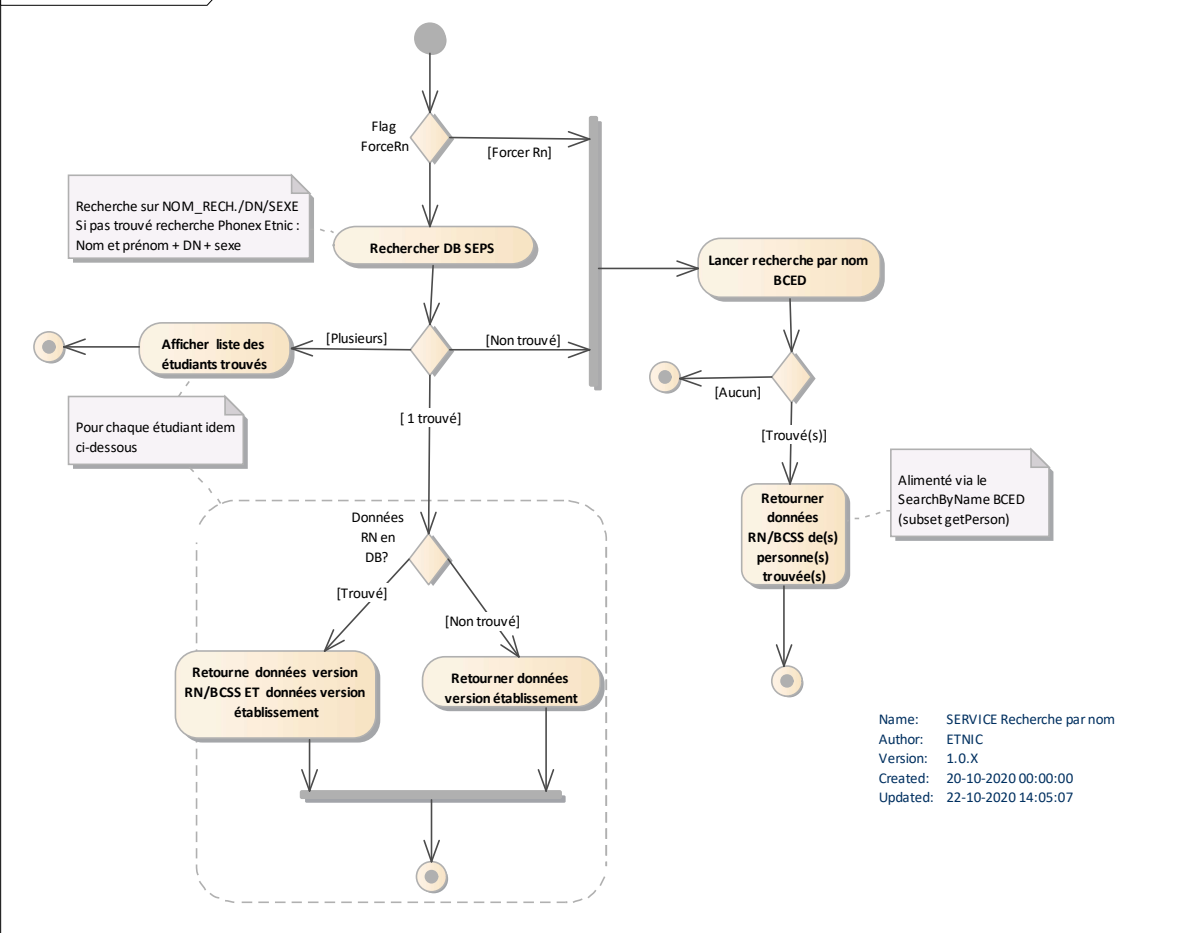 Flag
ForceRn
[Forcer Rn]
Recherche sur NOM_RECH./DN/SEXE
Si pas trouvé recherche Phonex Etnic :
Nom et prénom + DN + sexe
Rechercher DB SEPS
Lancer recherche par nom
BCED
Afficher liste des
étudiants trouvés
[Plusieurs]
[Non trouvé]
[Aucun]
Pour chaque étudiant idem
ci-dessous
[ 1 trouvé]
[Trouvé(s)]
Alimenté via le
SearchByName BCED
(subset getPerson)
Retourner
données
RN/BCSS de(s)
personne(s)
trouvée(s)
Données
RN en
DB?
[Trouvé]
[Non trouvé]
Retourne données version
RN/BCSS ET données version
établissement
Retourner données
version établissement
Name: SERVICE Recherche par nom
Author: ETNIC
Version: 1.0.X
Created: 20-10-2020 00:00:00
Updated: 22-10-2020 14:05:07